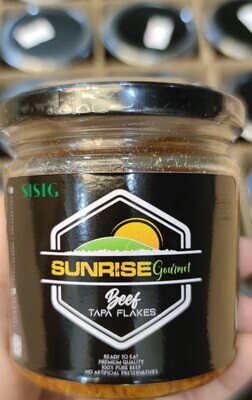 SISIG
SUNRISE Gourmet
Beef
TAPA FLAKES
READY TO EAT
PREMIUM QUALITY
100% PURE BEEF
NO ARTIFICIAL PRESERVATIVES